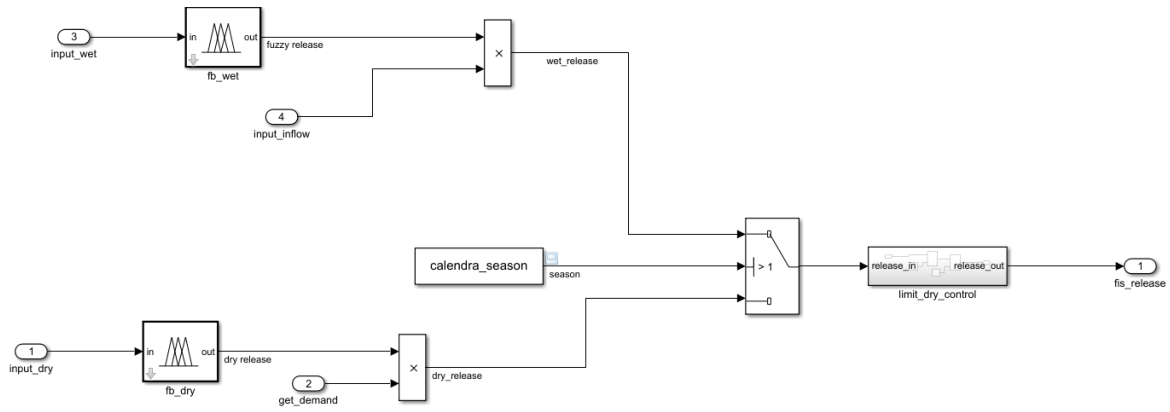 3
input_wet
in
out
fb_wet
fuzzy release
×
4
input_inflow
wet_release
calendra_season
season
> 1
release_in
release_out
limit_dry_control
1
fis_release
1
input_dry
in
out
fb_dry
dry release
×
2
get_demand
dry_release